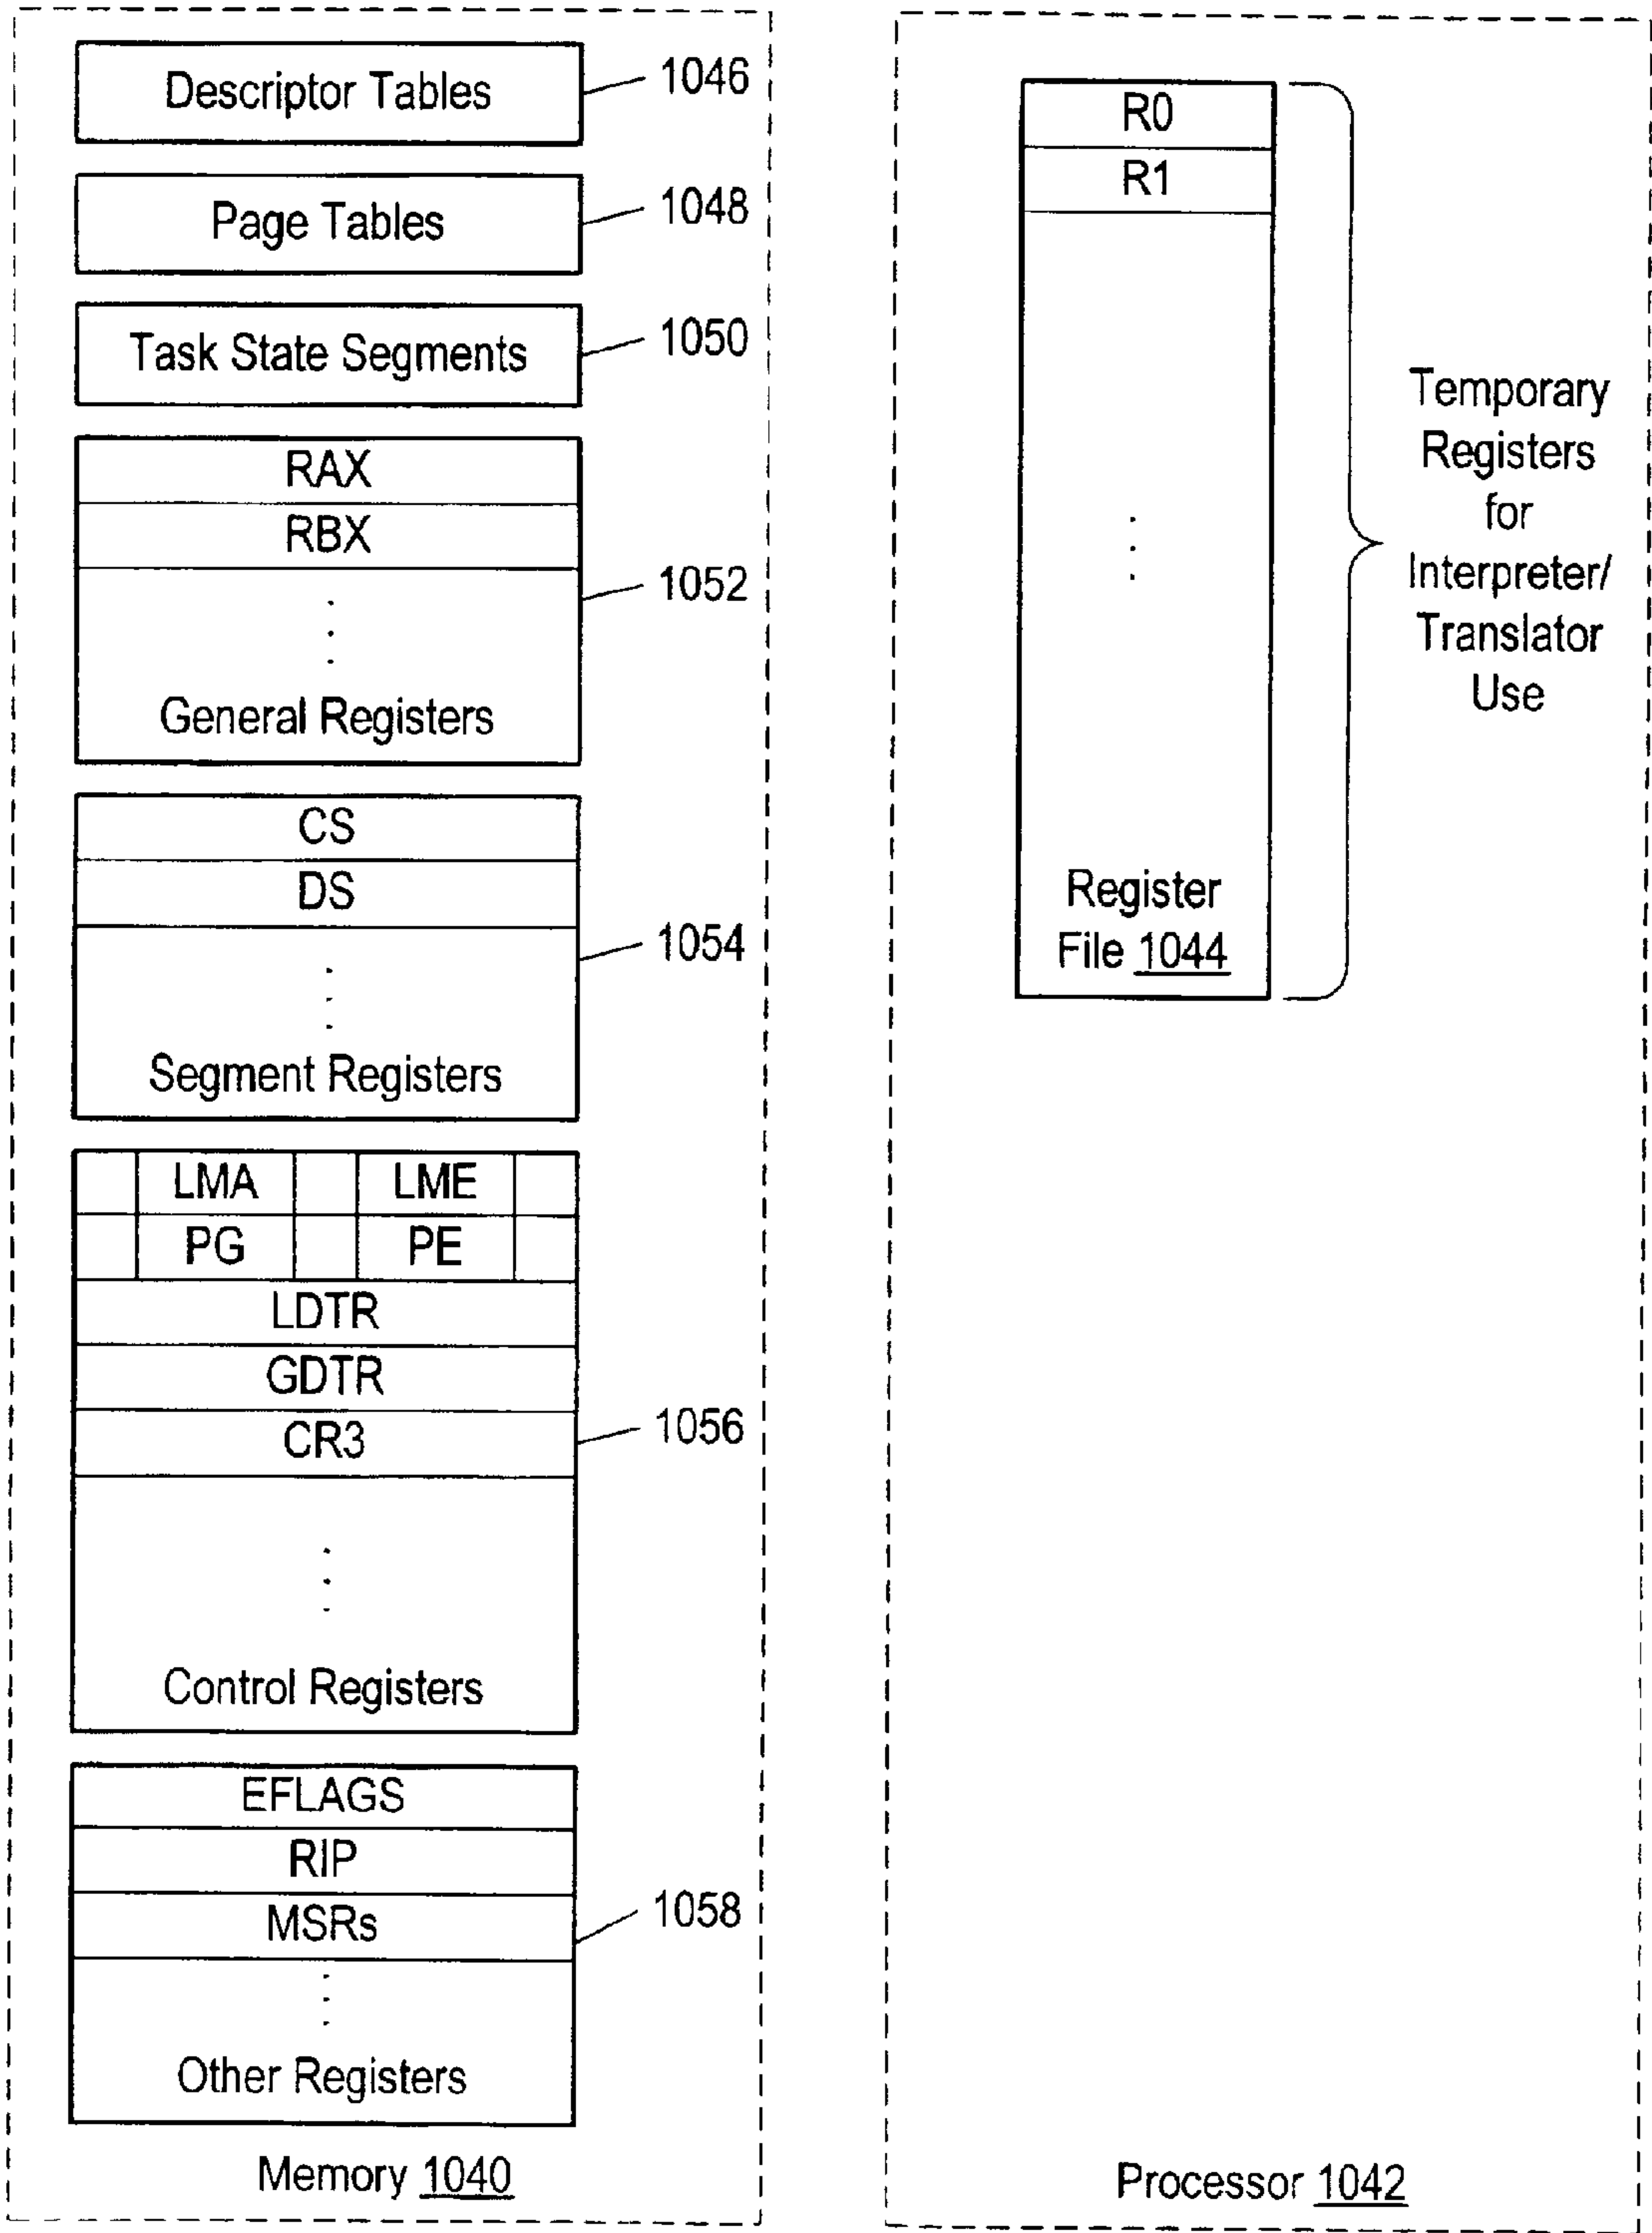 Descriptor Tables
1046
Page Tables
1048
Task State Segments
1050
RAX
RBX
1052
General Registers
CS
DS
1054
Segment Registers
LMA LME
PG PE
LDTR
GDTR
CR3
1056
Control Registers
EFLAGS
RIP
MSRs
1058
Other Registers
Memory 1040
R0
R1
Register
File 1044
Temporary
Registers
for
Interpreter/
Translator
Use
Processor 1042